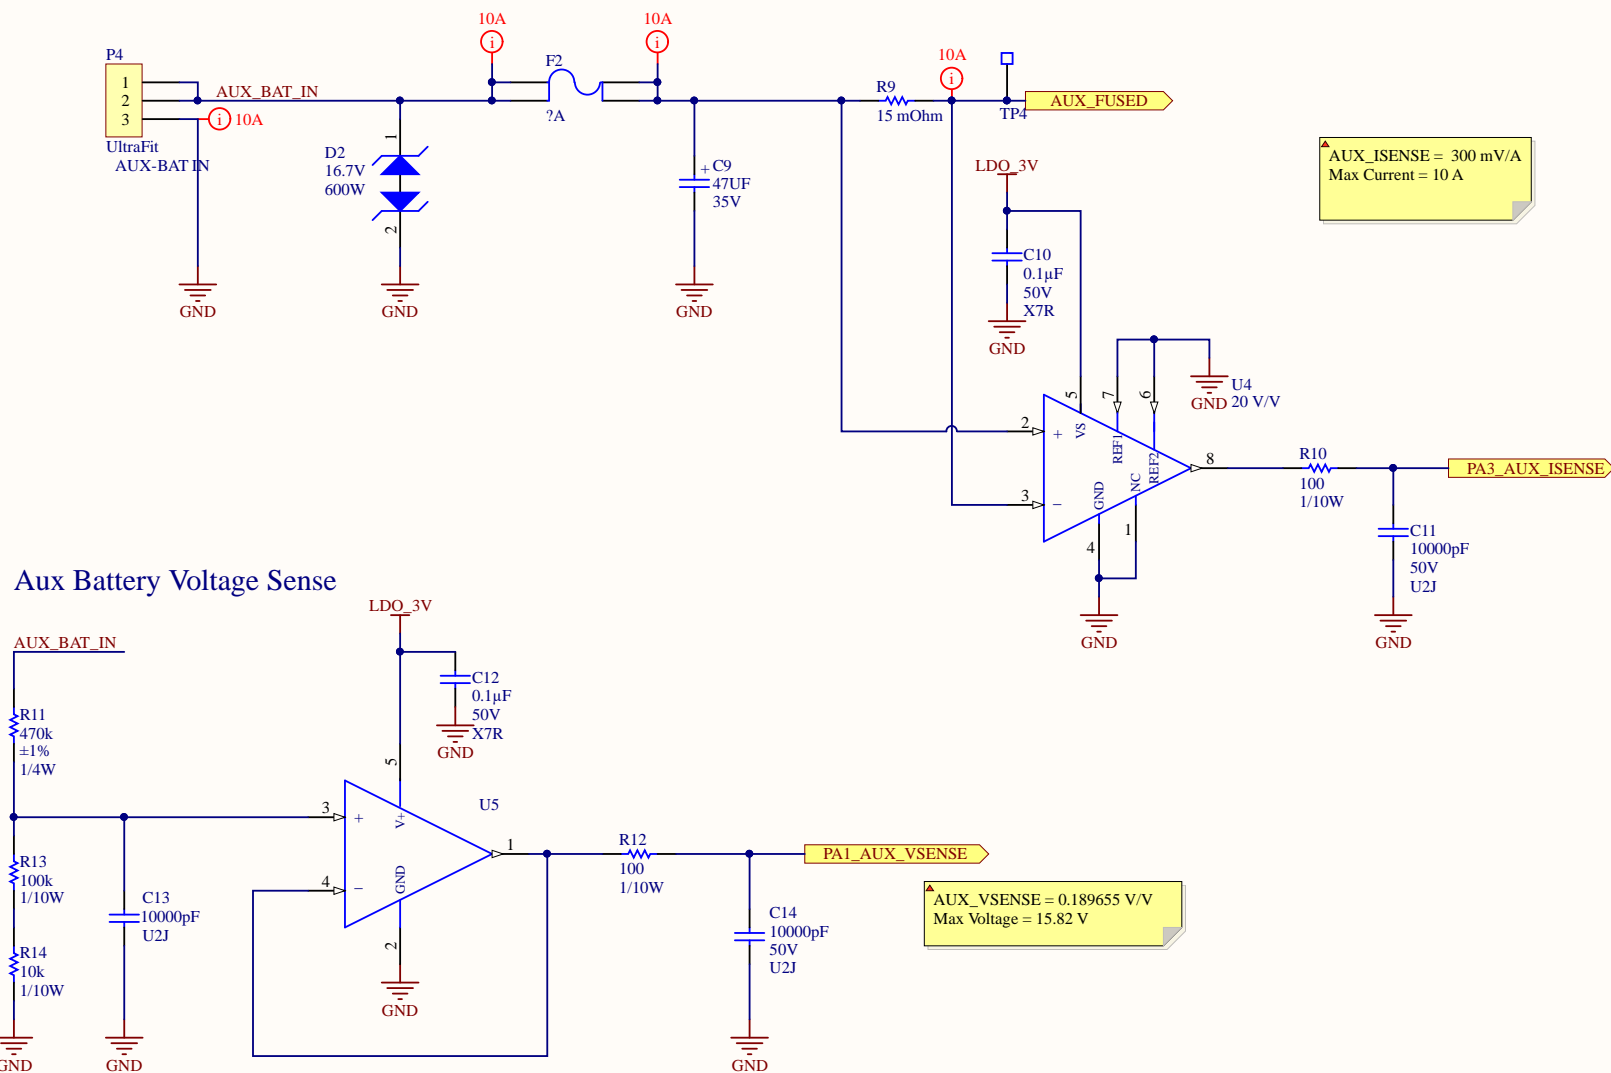 10A
10A
P4
F2
10A
1
2
3
AUX_BAT_IN
10A
?A
R9
15 mOhm
AUX_FUSED
TP4
UltraFit
AUX-BAT IN
D2
16.7V
600W
1
2
+
C9
47UF
35V
LDO_3V
AUX_ISENSE = 300 mV/A
Max Current = 10 A
C10
0.1µF
50V
X7R
GND
GND
GND
GND
GND
U4
20 V/V
5
7
6
VS
REF1
REF2
2
+
3
−
GND
NC
4
1
8
R10
100
1/10W
PA3_AUX_ISENSE
C11
10000pF
50V
U2J
GND
GND
Aux Battery Voltage Sense
LDO_3V
AUX_BAT_IN
C12
0.1µF
50V
X7R
GND
R11
470k
±1%
1/4W
5
U5
3
+
V+
4
−
GND
2
1
R12
100
1/10W
PA1_AUX_VSENSE
R13
100k
1/10W
C13
10000pF
U2J
AUX_VSENSE = 0.189655 V/V
Max Voltage = 15.82 V
C14
10000pF
50V
U2J
R14
10k
1/10W
GND
GND
GND
GND